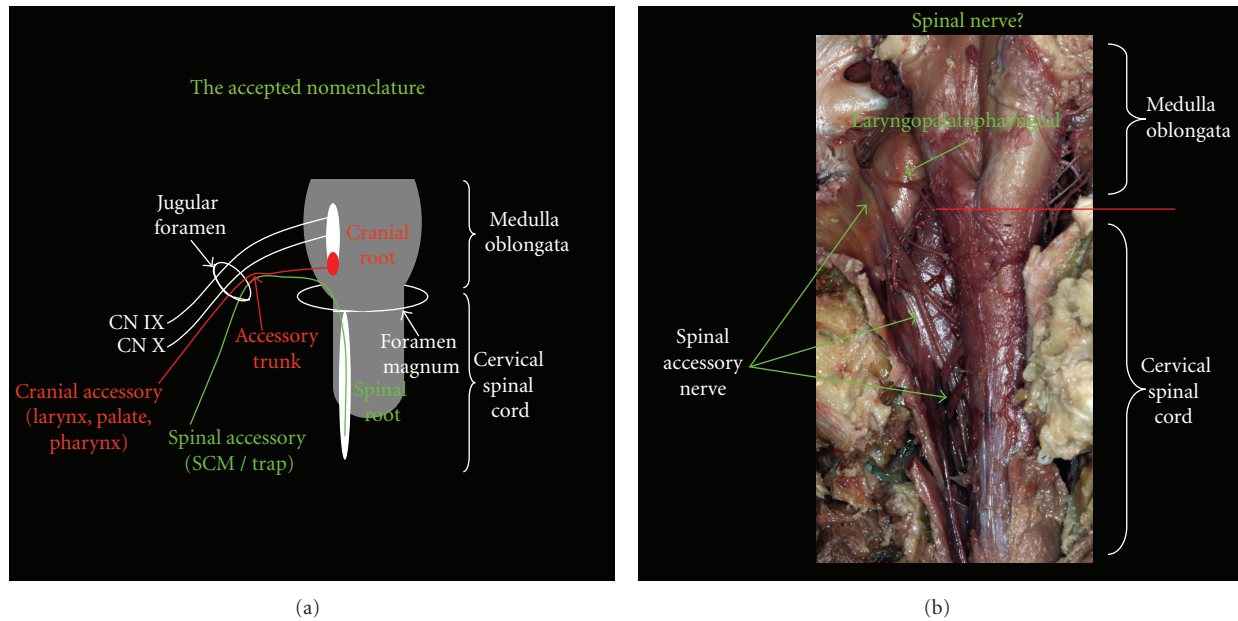 The accepted nomenclature
Jugular
foramen
Cranial
root
Medulla
oblongata
CN IX
CN X
Accessory
trunk
Foramen
magnum
Cervical
spinal
cord
Cranial accessory
(larynx, palate,
pharynx)
Spinal
root
Spinal accessory
(SCM / trap)
(a)
Spinal nerve?
Laryngopalatopharyngeal
Medulla
oblongata
Spinal
accessory
nerve
Cervical
spinal
cord
(b)